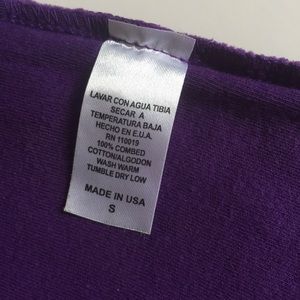 LAVAR CON AGUA TIBIA
SECAR A
TEMPERATURA BAJA
HECHO EN E.U.A.
RN 110019
100% COMBED
COTTON/ALGODON
WASH WARM
TUMBLE DRY LOW
MADE IN USA
S